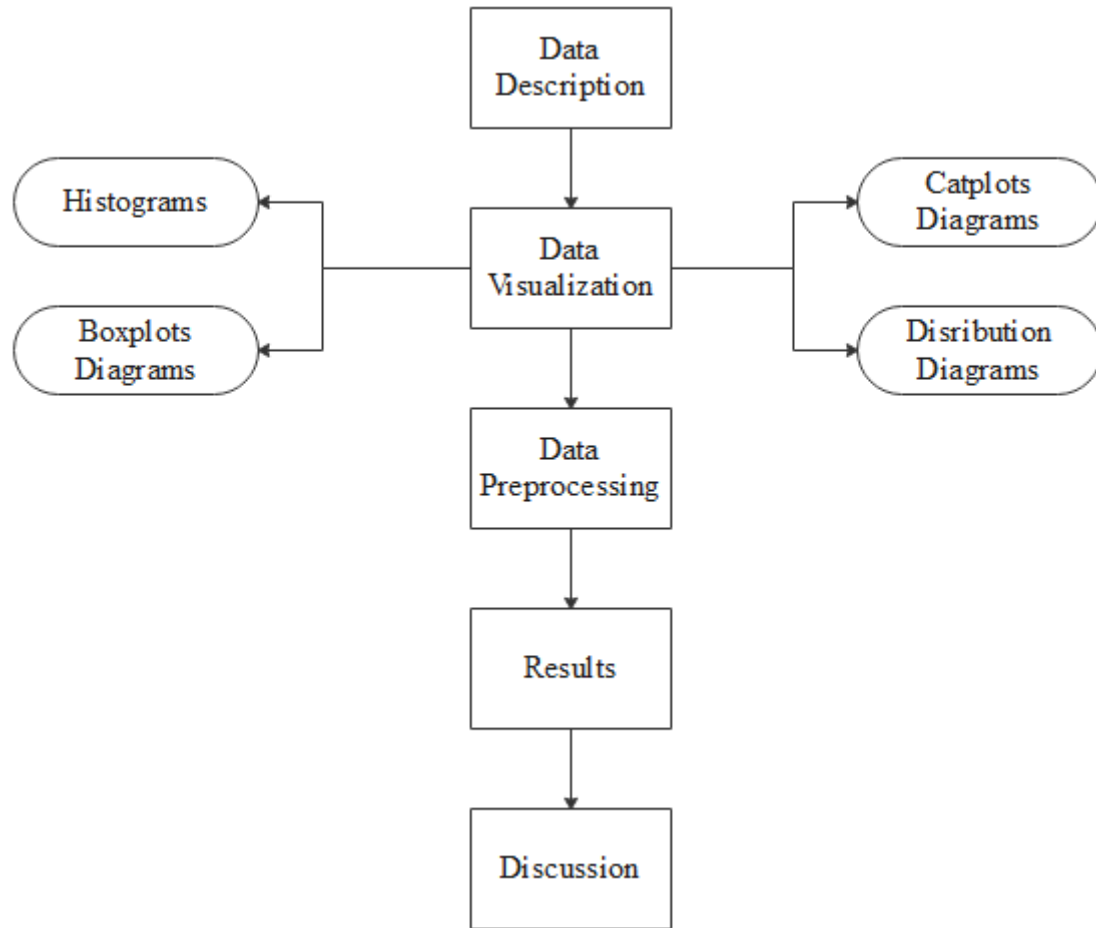 Data
Description
Histograms
Catplots
Diagrams
Data
Visualization
Boxplots
Diagrams
Disribution
Diagrams
Data
Preprocessing
Results
Discussion